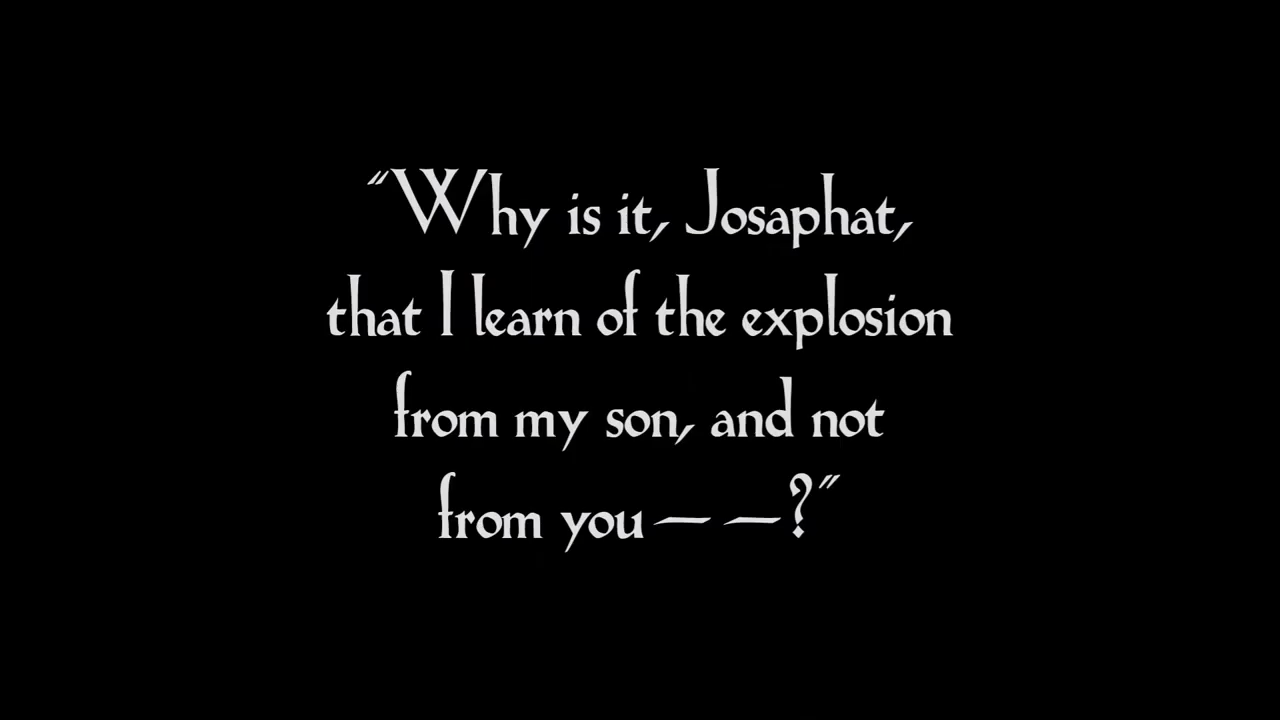 “Why is it, Josaphat,
that I learn of the explosion
from my son, and not
from you — —?”